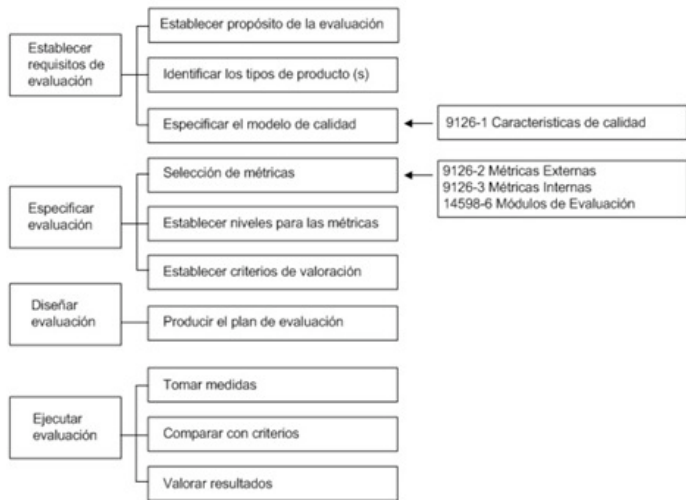 Establecer propósito de la evaluación
Establecer
requisitos de
evaluación
Identificar los tipos de producto (s)
Especificar el modelo de calidad
9126-1 Caracteristicas de calidad
Selección de métricas
9126-2 Métricas Externas
9126-3 Métricas Internas
14598-6 Módulos de Evaluación
Especificar
evaluación
Establecer niveles para las métricas
Establecer criterios de valoración
Diseñar
evaluación
Producir el plan de evaluación
Tomar medidas
Ejecutar
evaluación
Comparar con criterios
Valorar resultados